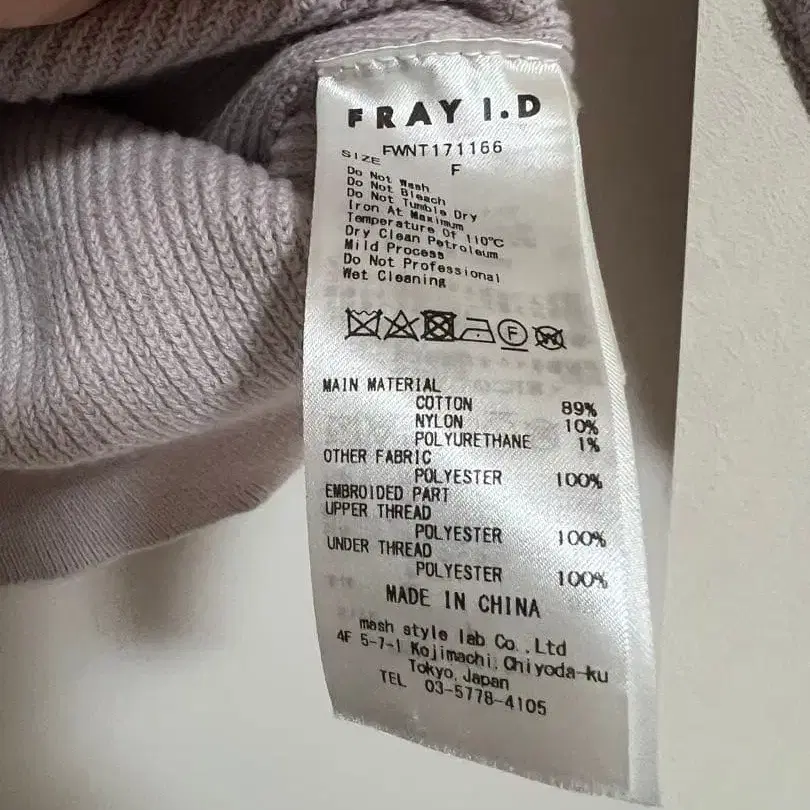 FRAY I.D
FWNT171166
SIZE
F
Do Not Wash
Do Not Bleach
Do Not Tumble Dry
Iron At Maximum
Temperature Of 110°C
Dry Clean Petroleum
Mild Process
Do Not Professional
Wet Cleaning
F
W
MAIN MATERIAL
COTTON 89%
NYLON 10%
POLYURETHANE 1%
OTHER FABRIC
POLYESTER 100%
EMBROIDED PART
UPPER THREAD
POLYESTER 100%
UNDER THREAD
POLYESTER 100%
MADE IN CHINA
mash style lab Co.,Ltd
4F 5-7-1 Kojimachi,Chiyoda-ku
Tokyo,Japan
TEL 03-5778-4105